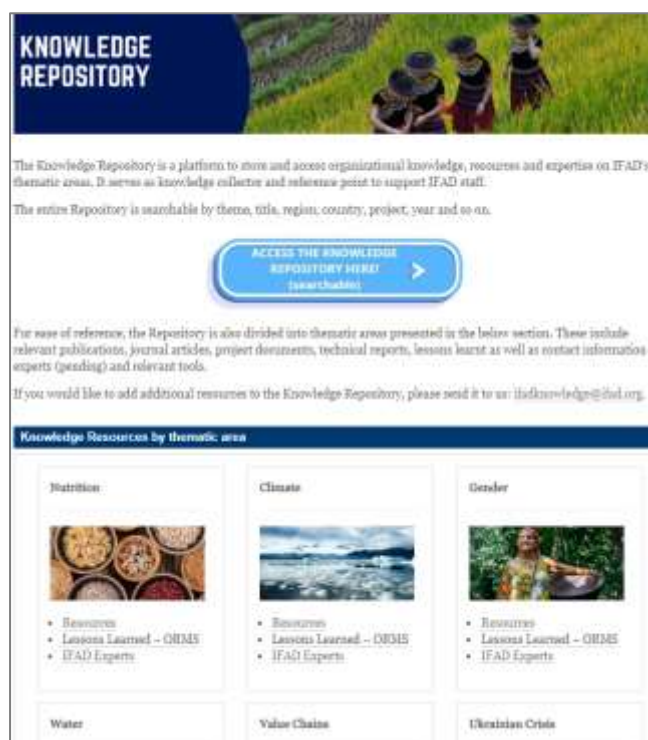 KNOWLEDGE
REPOSITORY
The Knowledge Repository is a platform to store and access organizational knowledge, resources and expertise on IFAD's
thematic areas. It serves as knowledge collector and reference point to support IFAD staff.
The entire Repository is searchable by theme, title, region, country, project, year and so on.
ACCESS THE KNOWLEDGE
REPOSITORY HERE!
(searchable)
For ease of reference, the Repository is also divided into thematic areas presented in the below section. These include
relevant publications, journal articles, project documents, technical reports, lessons learnt as well as contact information
experts (pending) and relevant tools.
If you would like to add additional resources to the Knowledge Repository, please send it to us: ifadknowledge@ifad.org.
Knowledge Resources by thematic area
Nutrition Climate Gender
• Resources • Resources • Resources
• Lessons Learned – ORMS • Lessons Learned – ORMS • Lessons Learned – ORMS
• IFAD Experts • IFAD Experts • IFAD Experts
Water Value Chains Ukrainian Crisis